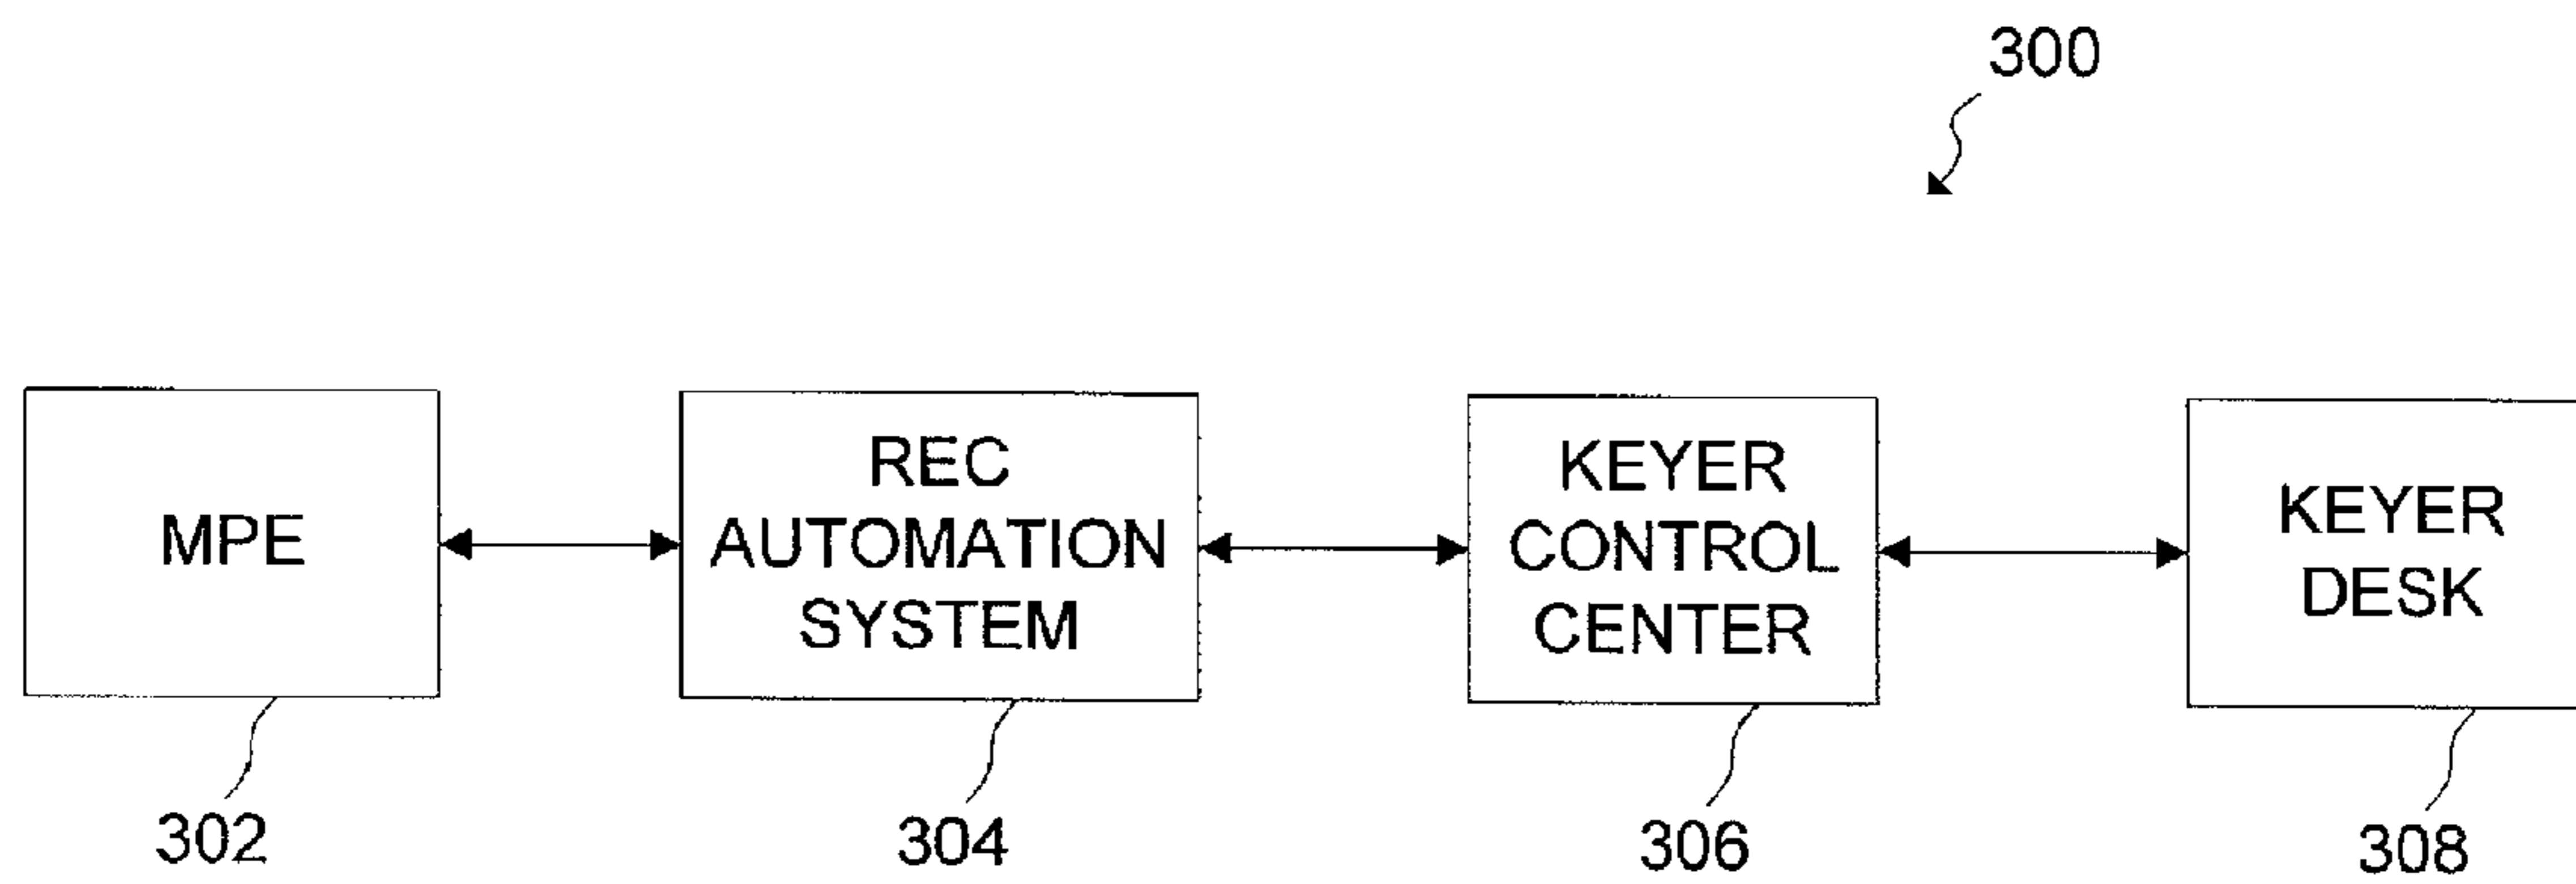 300
MPE
REC
AUTOMATION
SYSTEM
KEYER
CONTROL
CENTER
KEYER
DESK
302
304
306
308